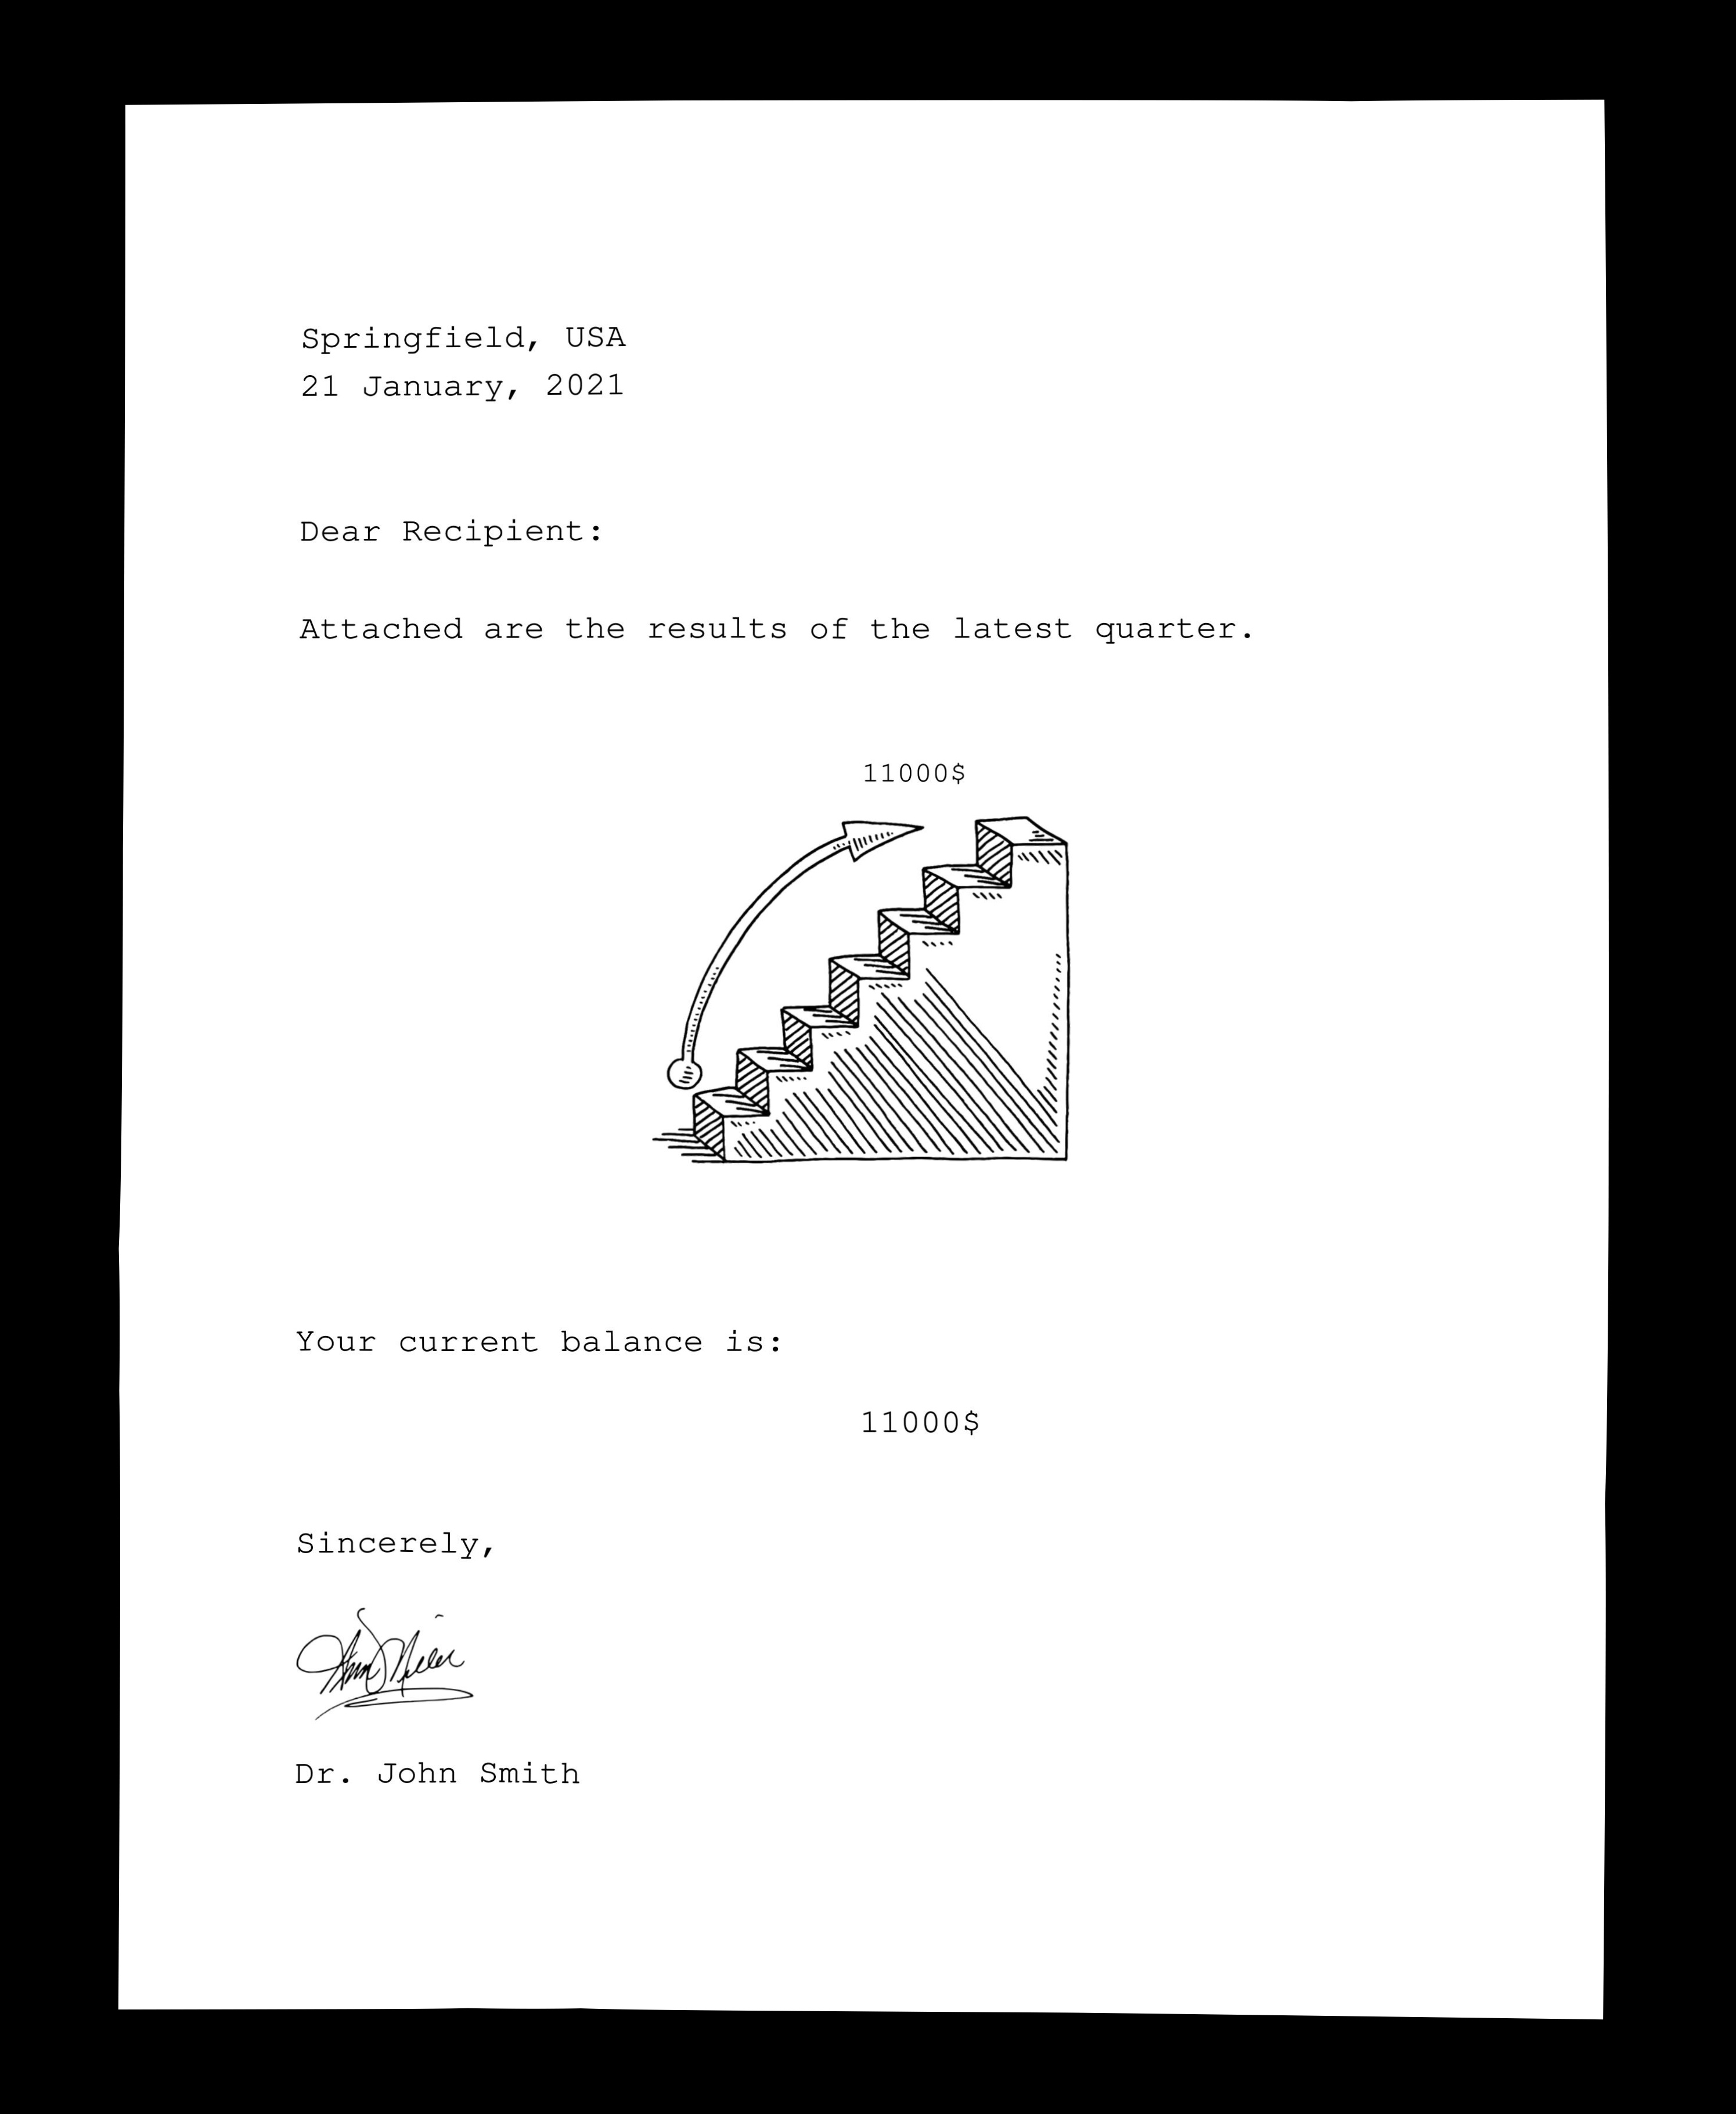 Springfield, USA
21 January, 2021
Dear Recipient:
Attached are the results of the latest quarter.
11000$
Your current balance is:
11000$
Sincerely,
Dr. John Smith